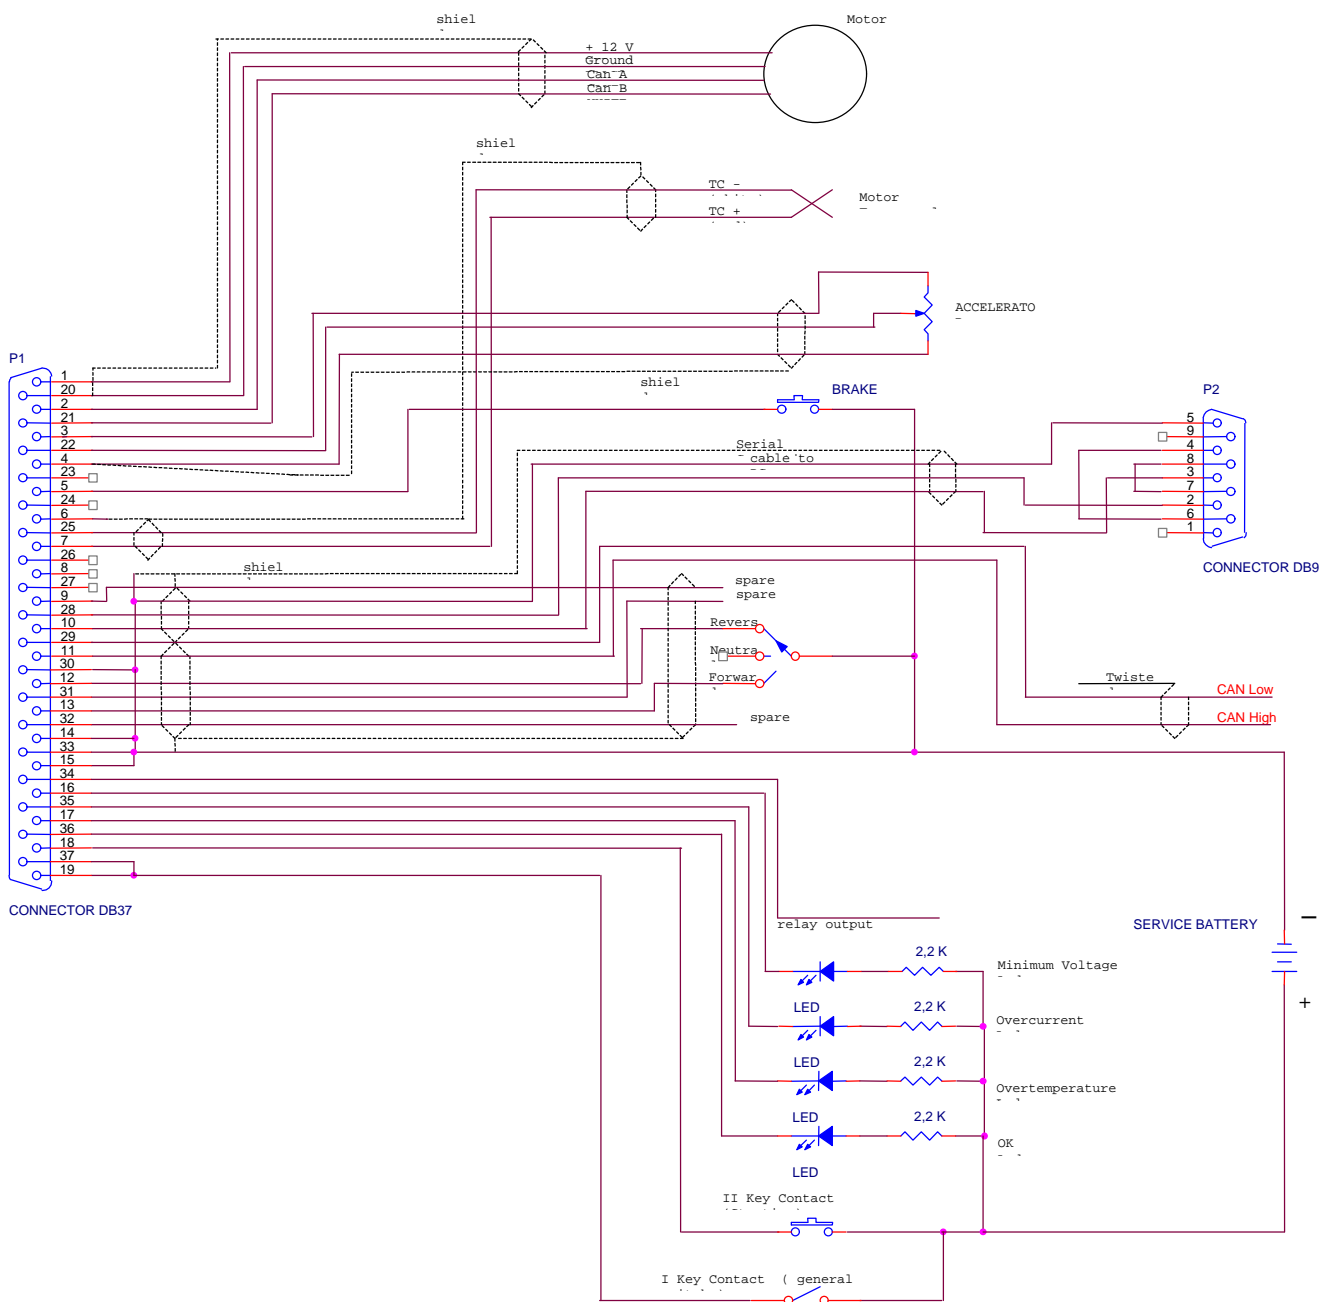 shiel
Motor
+ 12 V
Ground
Can A
Can B
shiel
TC -
Motor
TC +
ACCELERATO
P1
1
20
2
21
3
22
4
23
5
24
6
25
7
26
8
27
9
28
10
29
11
30
12
31
13
32
14
33
15
34
16
35
17
36
18
37
19
CONNECTOR DB37
shiel
BRAKE
P2
5
9
4
8
3
7
2
6
1
CONNECTOR DB9
Serial
cable to
shiel
spare
spare
Revers
Neutra
Forwar
spare
Twiste
CAN Low
CAN High
relay output
SERVICE BATTERY
–
+
2,2 K
Minimum Voltage
LED
2,2 K
Overcurrent
LED
2,2 K
Overtemperature
LED
2,2 K
OK
LED
II Key Contact
I Key Contact ( general